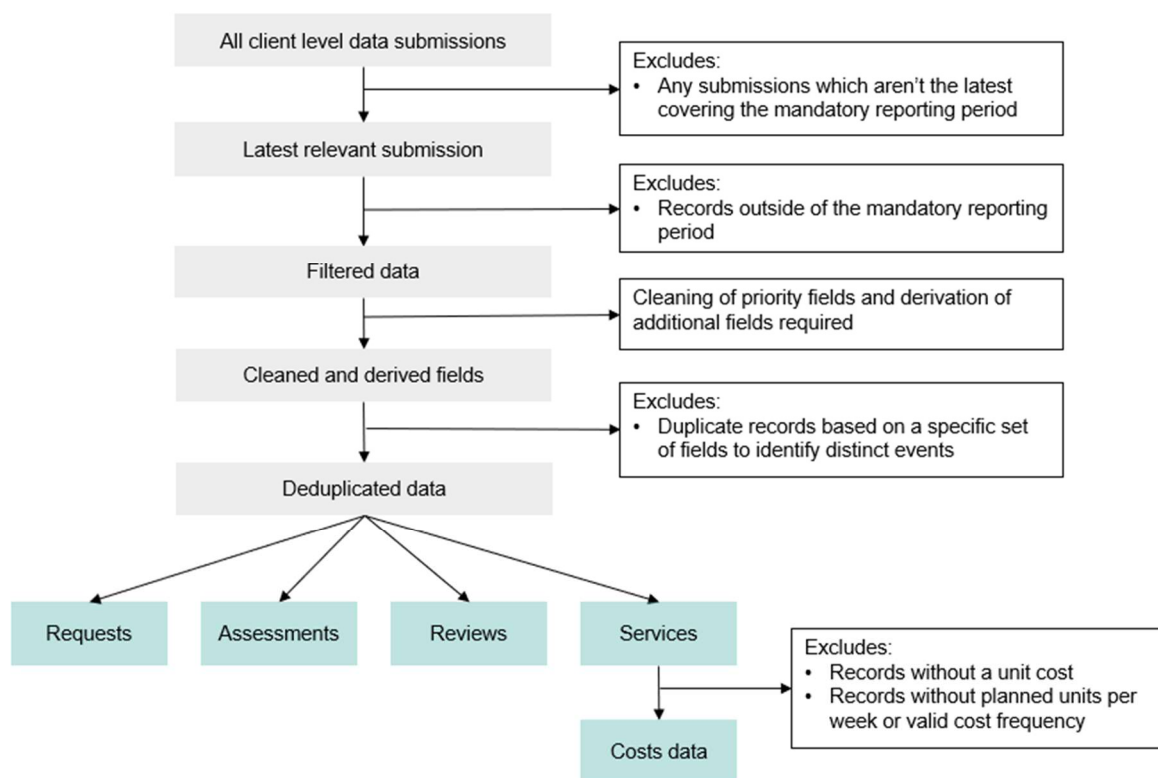 All client level data submissions
Excludes:
• Any submissions which aren’t the latest
covering the mandatory reporting period
Latest relevant submission
Excludes:
• Records outside of the mandatory reporting
period
Filtered data
Cleaning of priority fields and derivation of
additional fields required
Cleaned and derived fields
Excludes:
• Duplicate records based on a specific set
of fields to identify distinct events
Deduplicated data
Requests
Assessments
Reviews
Services
Excludes:
• Records without a unit cost
• Records without planned units per
week or valid cost frequency
Costs data